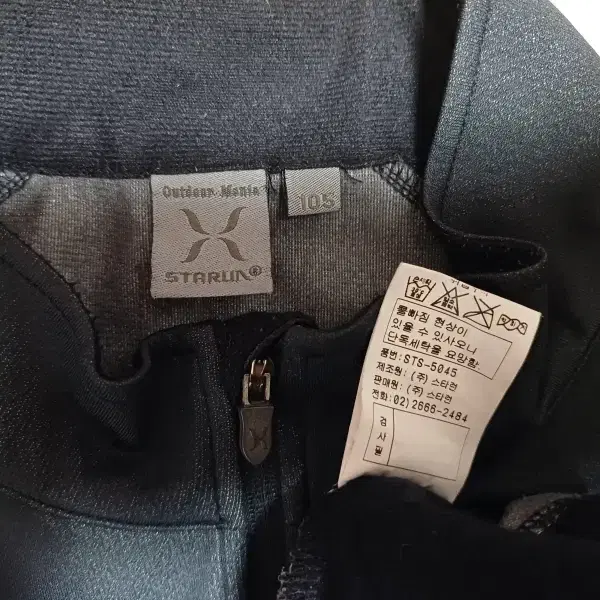 Outdoor Mania
105
STARUN®
물빠짐 현상이
있을 수 있사오니
단독세탁을 요망함.
품번: STS-5045
제조원: (주) 스타런
판매원: (주) 스타런
전화: 02) 2666-2484
검
사
필